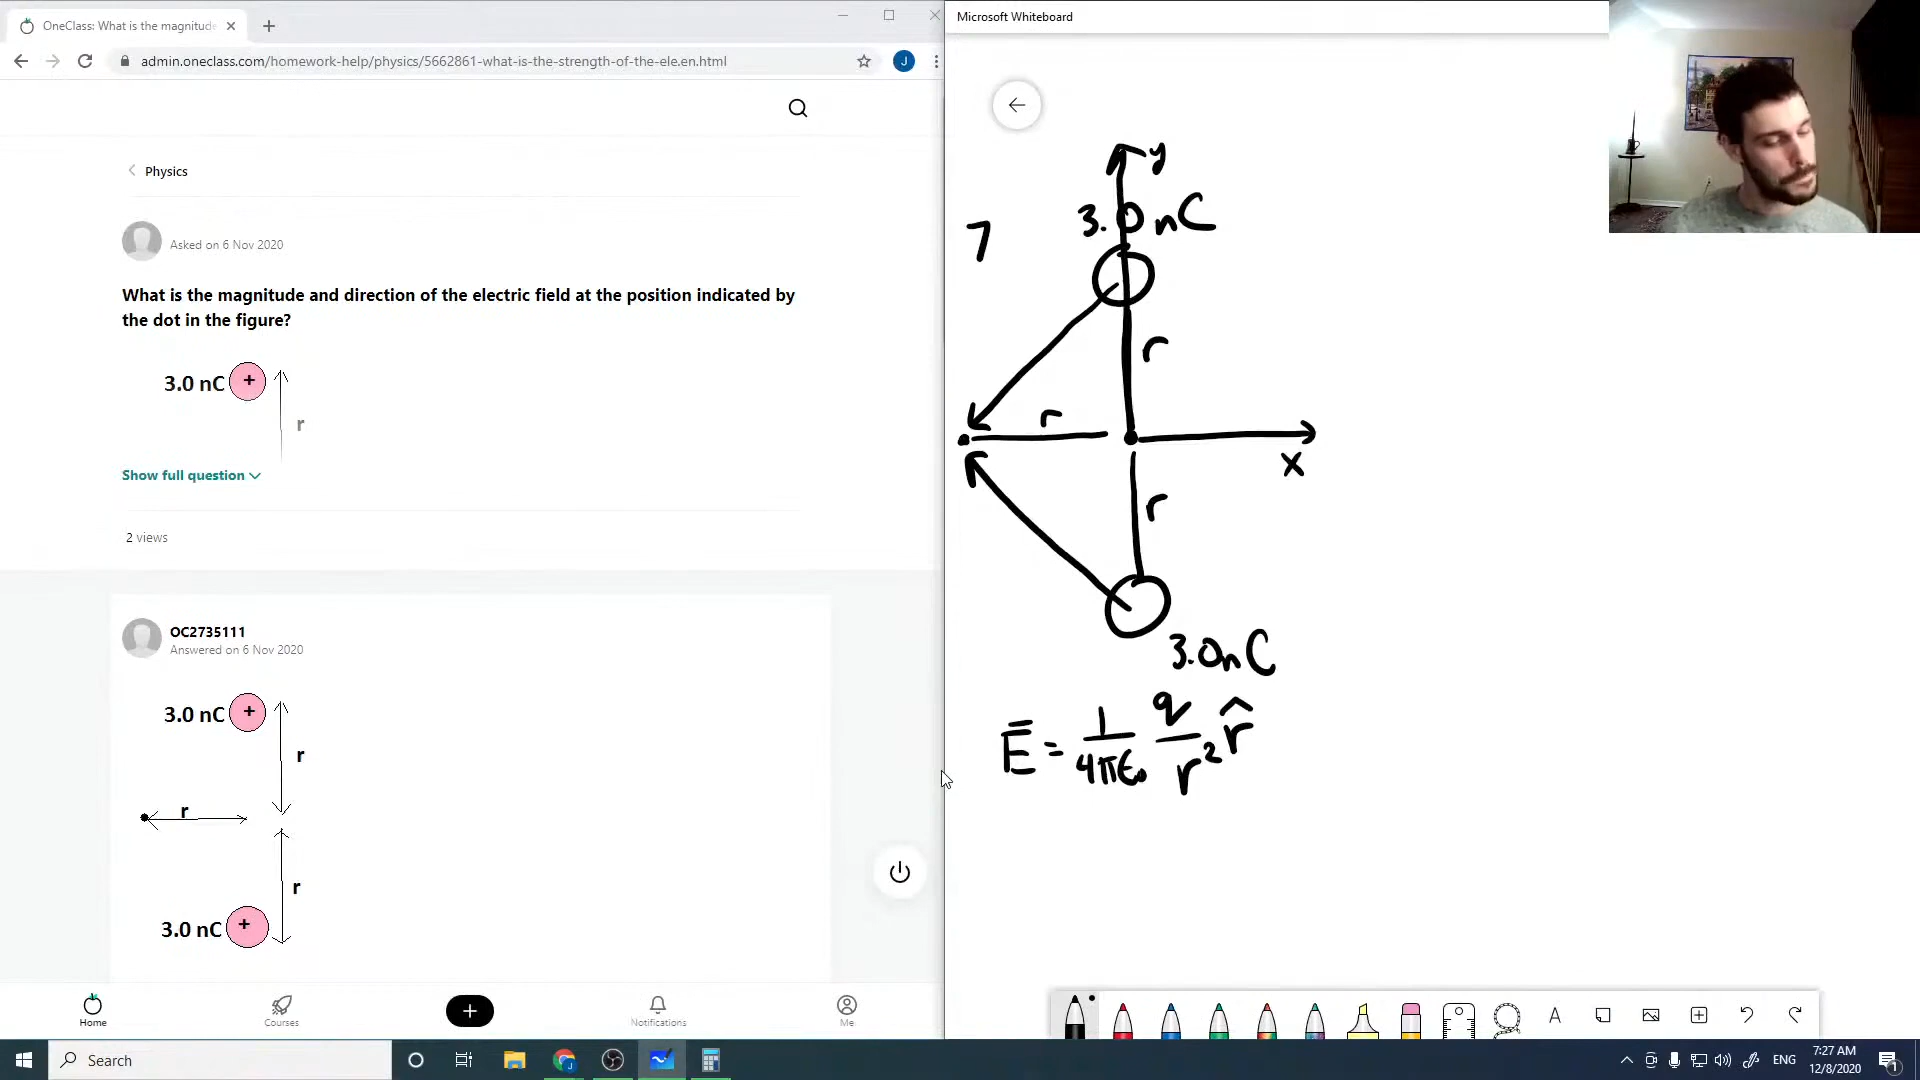 OneClass: What is the magnitude
admin.oneclass.com/homework-help/physics/5662861-what-is-the-strength-of-the-ele.en.html
J
Physics
Asked on 6 Nov 2020
What is the magnitude and direction of the electric field at the position indicated by
the dot in the figure?
3.0 nC +
r
Show full question
2 views
OC2735111
Answered on 6 Nov 2020
3.0 nC +
r
r
r
3.0 nC +
Home
Courses
+
Notifications
Me
Microsoft Whiteboard
y
3.0 nC
7
r
r
x
r
3.0nC
E̅ = 1/4πϵ₀ q/r² r̂
A
Search
ENG
7:27 AM
12/8/2020
1